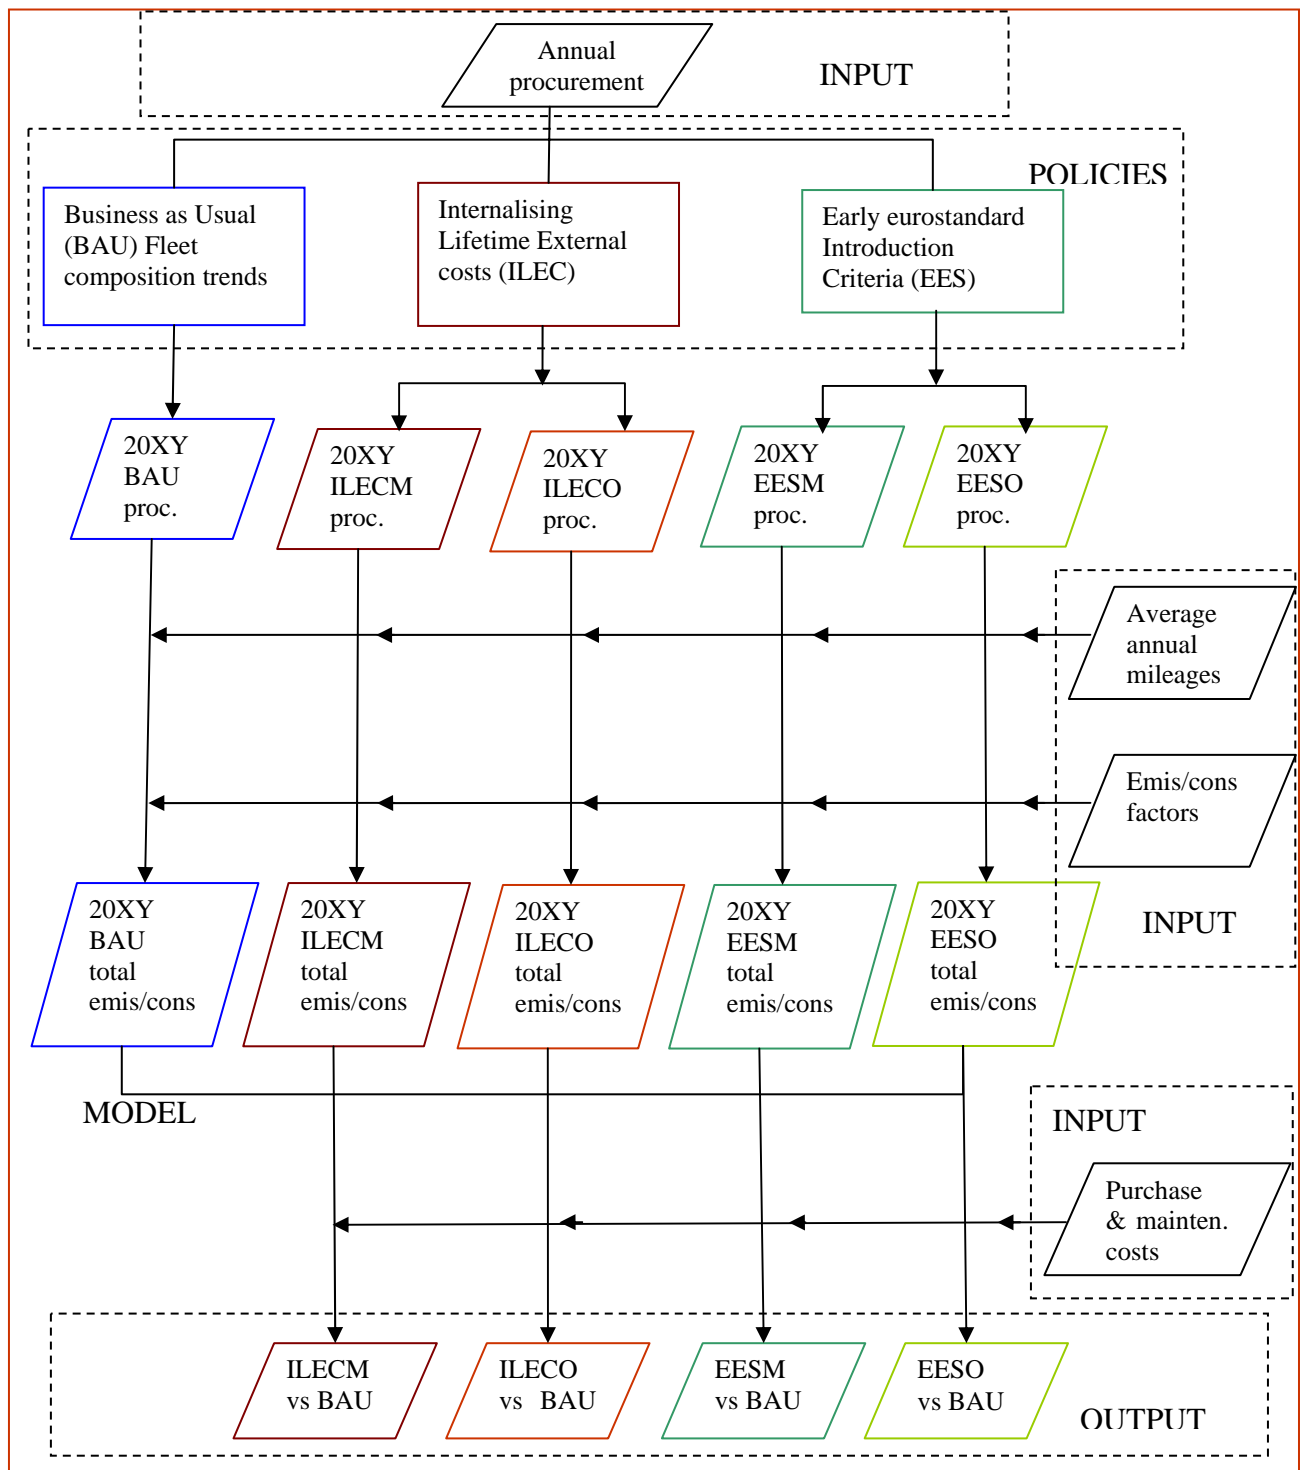 Annual
procurement
INPUT
POLICIES
Business as Usual
(BAU) Fleet
composition trends
Internalising
Lifetime External
costs (ILEC)
Early eurostandard
Introduction
Criteria (EES)
20XY
BAU
proc.
20XY
ILECM
proc.
20XY
ILECO
proc.
20XY
EESM
proc.
20XY
EESO
proc.
Average
annual
mileages
Emis/cons
factors
INPUT
20XY
BAU
total
emis/cons
20XY
ILECM
total
emis/cons
20XY
ILECO
total
emis/cons
20XY
EESM
total
emis/cons
20XY
EESO
total
emis/cons
MODEL
INPUT
Purchase
& mainten.
costs
ILECM
vs BAU
ILECO
vs BAU
EESM
vs BAU
EESO
vs BAU
OUTPUT